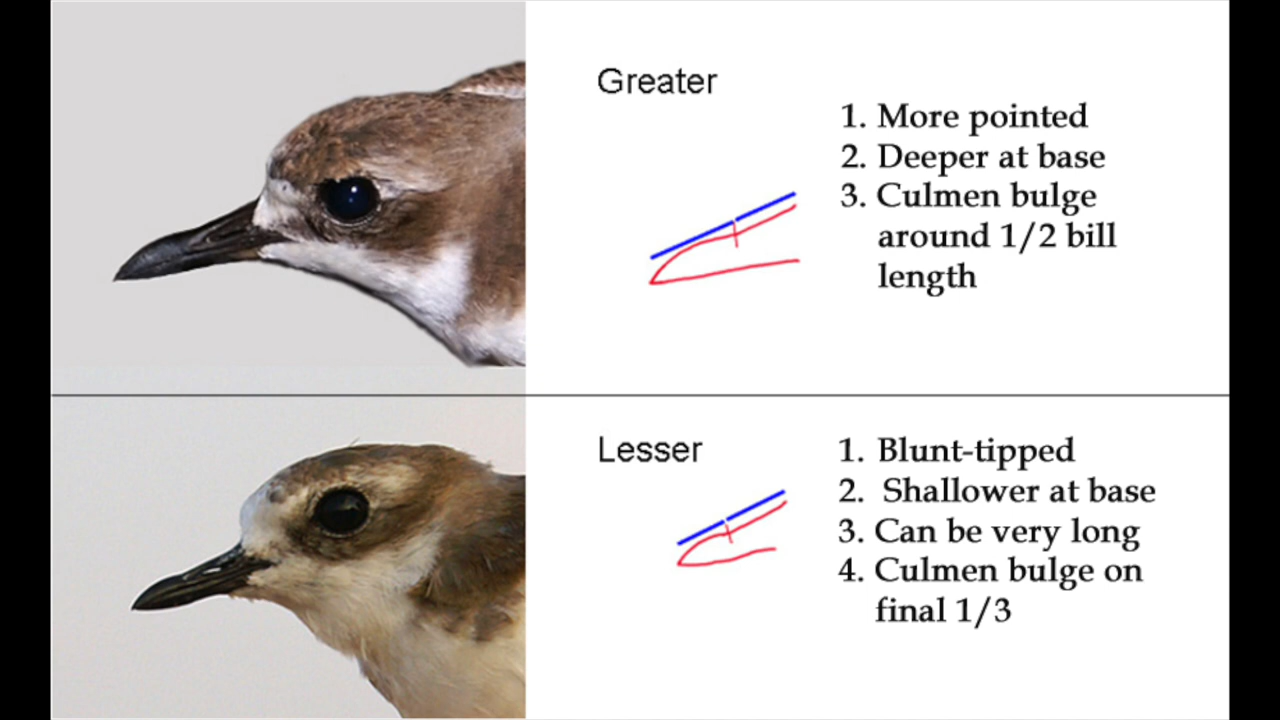 Greater
1. More pointed
2. Deeper at base
3. Culmen bulge
around 1/2 bill
length
Lesser
1. Blunt-tipped
2. Shallower at base
3. Can be very long
4. Culmen bulge on
final 1/3